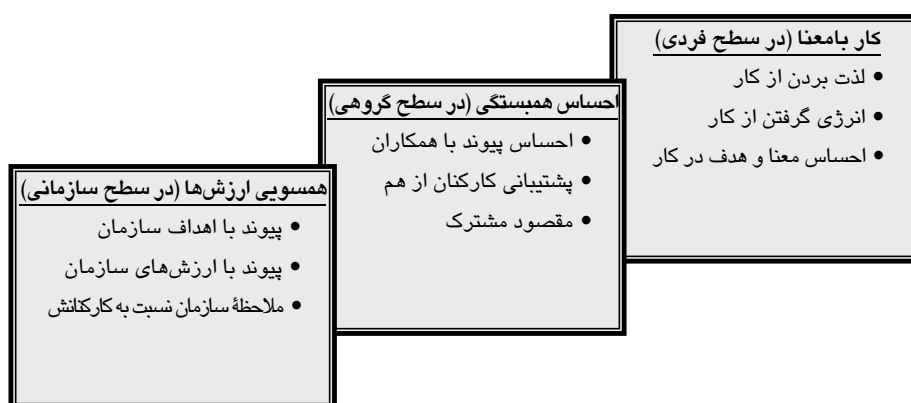 کار بامعنا (در سطح فردی)
• لذت بردن از کار
• انرژی گرفتن از کار
• احساس معنا و هدف در کار
احساس همبستگی (در سطح گروهی)
• احساس پیوند با همکاران
• پشتیبانی کارکنان از هم
• مقصود مشترک
همسویی ارزش‌ها (در سطح سازمانی)
• پیوند با اهداف سازمان
• پیوند با ارزش‌های سازمان
• ملاحظهٔ سازمان نسبت به کارکنانش